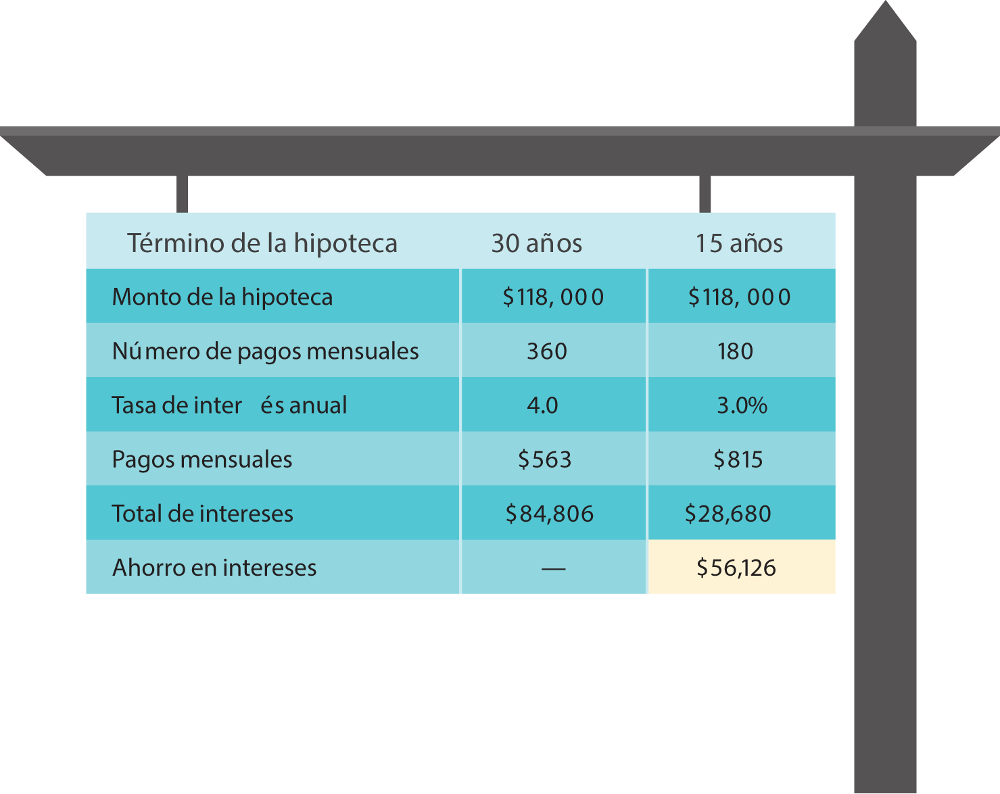 Término de la hipoteca 30 años 15 años
Monto de la hipoteca $118, 000 $118, 000
Número de pagos mensuales 360 180
Tasa de inter és anual 4.0 3.0%
Pagos mensuales $563 $815
Total de intereses $84,806 $28,680
Ahorro en intereses — $56,126